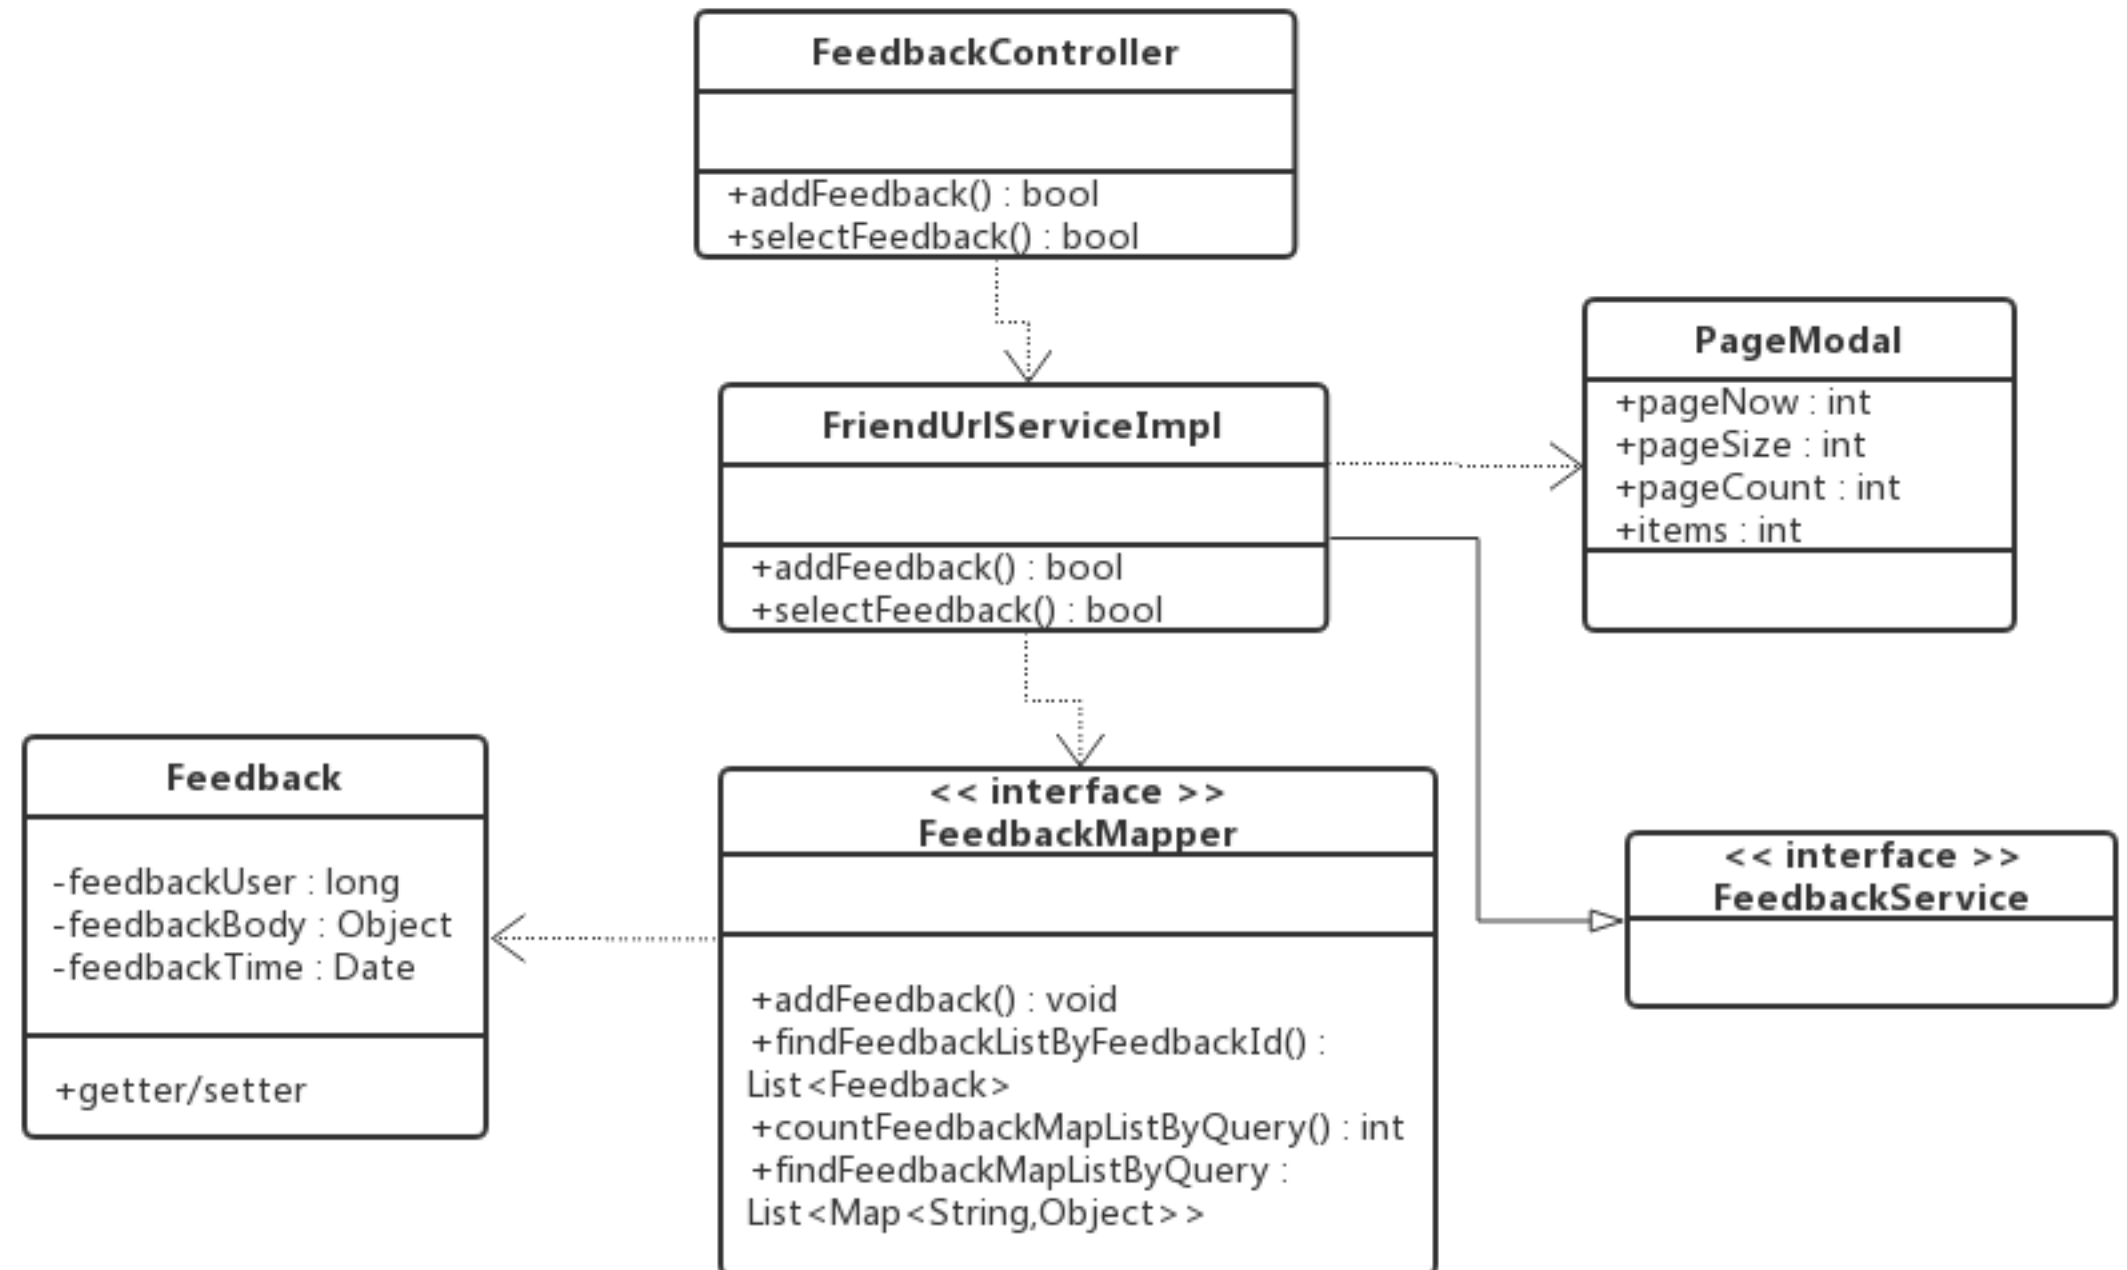 FeedbackController
+addFeedback() : bool
+selectFeedback() : bool
FriendUrlServiceImpl
+addFeedback() : bool
+selectFeedback() : bool
PageModal
+pageNow : int
+pageSize : int
+pageCount : int
+items : int
Feedback
-feedbackUser : long
-feedbackBody : Object
-feedbackTime : Date
+getter/setter
<< interface >>
FeedbackMapper
+addFeedback() : void
+findFeedbackListByFeedbackId() :
List<Feedback>
+countFeedbackMapListByQuery() : int
+findFeedbackMapListByQuery :
List<Map<String,Object>>
<< interface >>
FeedbackService